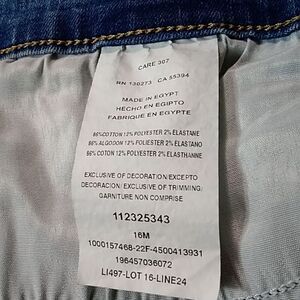 CARE 307
RN 130273 CA 55394
MADE IN EGYPT
HECHO EN EGIPTO
FABRIQUE EN EGYPTE
86%COTTON 12% POLYESTER 2% ELASTANE
86% ALGODON 12% POLIESTER 2% ELASTANO
86% COTON 12% POLYESTER 2% ELASTHANNE
EXCLUSIVE OF DECORATION/EXCEPTO
DECORACION/ EXCLUSIVE OF TRIMMING/
GARNITURE NON COMPRISE
112325343
16M
1000157468-22F-4500413931
196457036072
LI497-LOT 16-LINE24